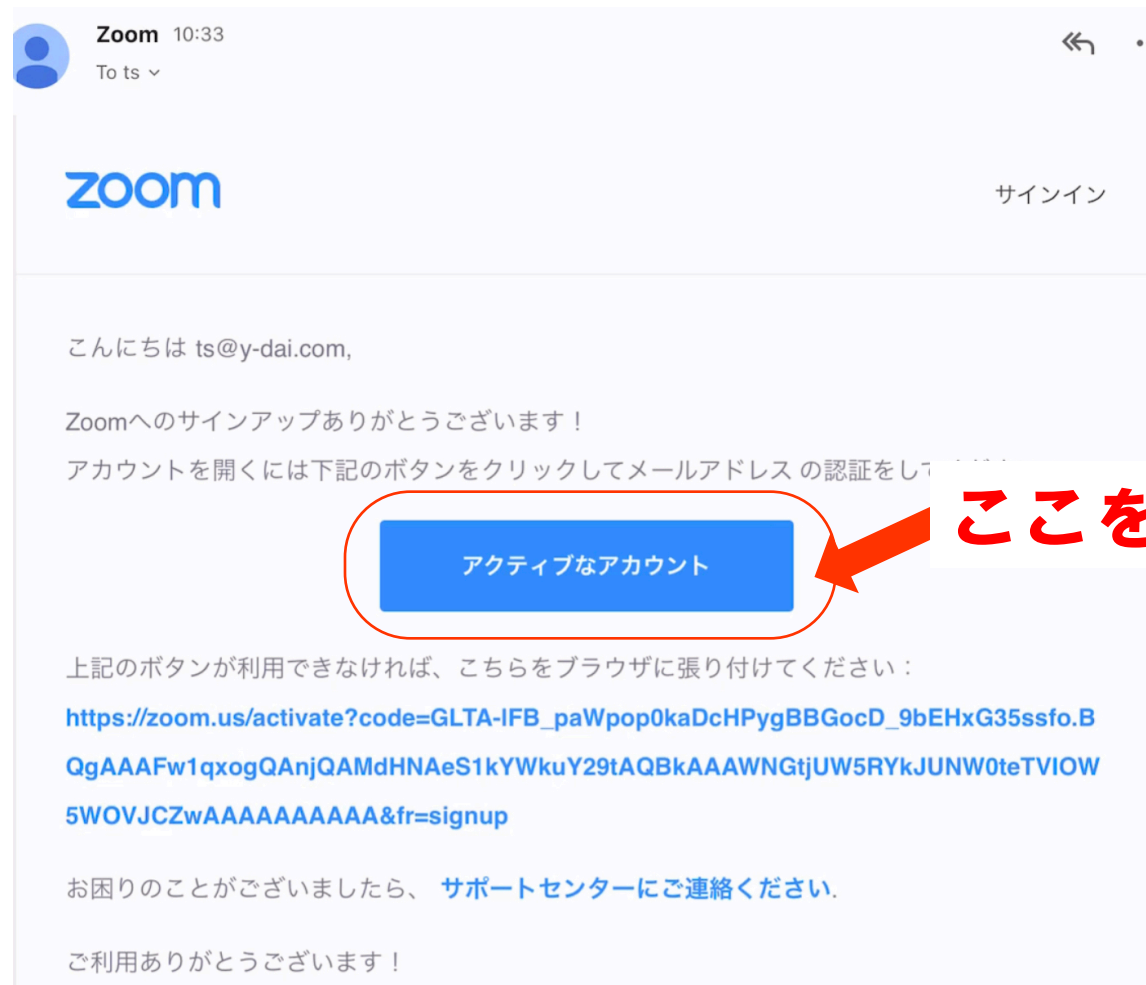 Zoom 10:33
To ts
zoom
サインイン
こんにちは ts@y-dai.com,
Zoomへのサインアップありがとうございます！
アカウントを開くには下記のボタンをクリックしてメールアドレス の認証をして
ここを
アクティブなアカウント
上記のボタンが利用できなければ、こちらをブラウザに張り付けてください：
https://zoom.us/activate?code=GLTA-IFB_paWpop0kaDcHPygBBGocD_9bEHxG35ssfo.B
QgAAAFw1qxogQAnjQAMdHNAeS1kYWkuY29tAQBkAAAWNGtjUW5RYkJUNW0teTVIOW
5WOVJCZwAAAAAAAAAA&fr=signup
お困りのことがございましたら、 サポートセンターにご連絡ください.
ご利用ありがとうございます！